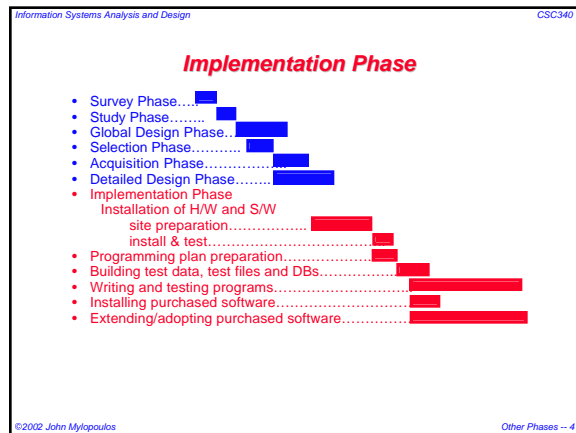 Information Systems Analysis and Design CSC340
Implementation Phase
• Survey Phase…..
• Study Phase……..
• Global Design Phase…
• Selection Phase………..
• Acquisition Phase……………..
• Detailed Design Phase……..
• Implementation Phase
Installation of H/W and S/W
site preparation……………..
install & test…………………………….
• Programming plan preparation………………
• Building test data, test files and DBs……………
• Writing and testing programs……………………..
• Installing purchased software……………………
• Extending/adopting purchased software…………
©2002 John Mylopoulos Other Phases -- 4